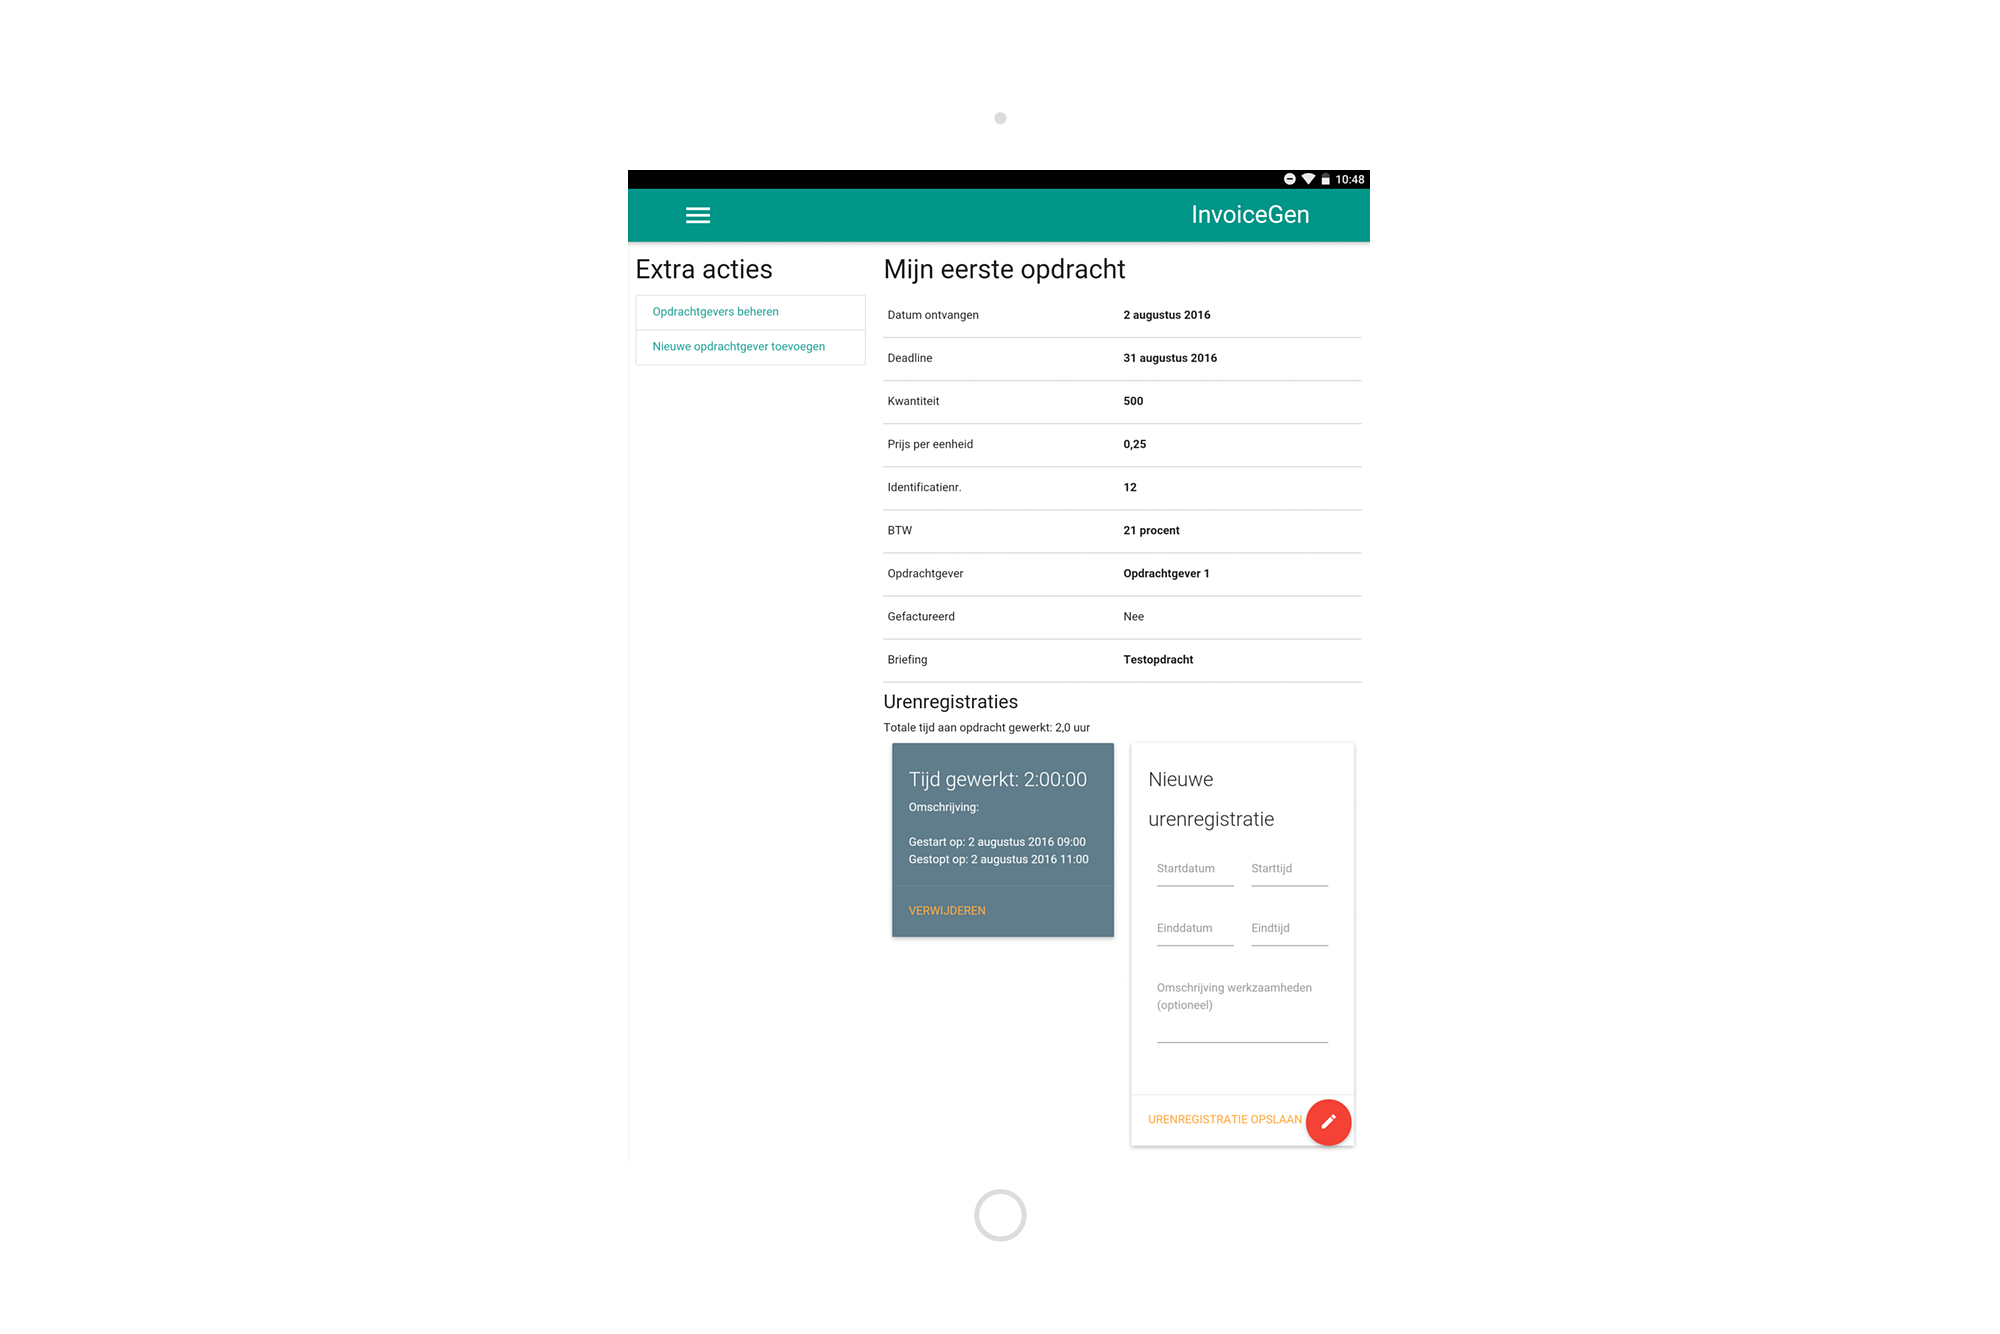 10:48
InvoiceGen
Extra acties
Opdrachtgevers beheren
Nieuwe opdrachtgever toevoegen
Mijn eerste opdracht
Datum ontvangen 2 augustus 2016
Deadline 31 augustus 2016
Kwantiteit 500
Prijs per eenheid 0,25
Identificatienr. 12
BTW 21 procent
Opdrachtgever Opdrachtgever 1
Gefactureerd Nee
Briefing Testopdracht
Urenregistraties
Totale tijd aan opdracht gewerkt: 2,0 uur
Tijd gewerkt: 2:00:00
Omschrijving:
Gestart op: 2 augustus 2016 09:00
Gestopt op: 2 augustus 2016 11:00
VERWIJDEREN
Nieuwe
urenregistratie
Startdatum Starttijd
Einddatum Eindtijd
Omschrijving werkzaamheden
(optioneel)
URENREGISTRATIE OPSLAAN